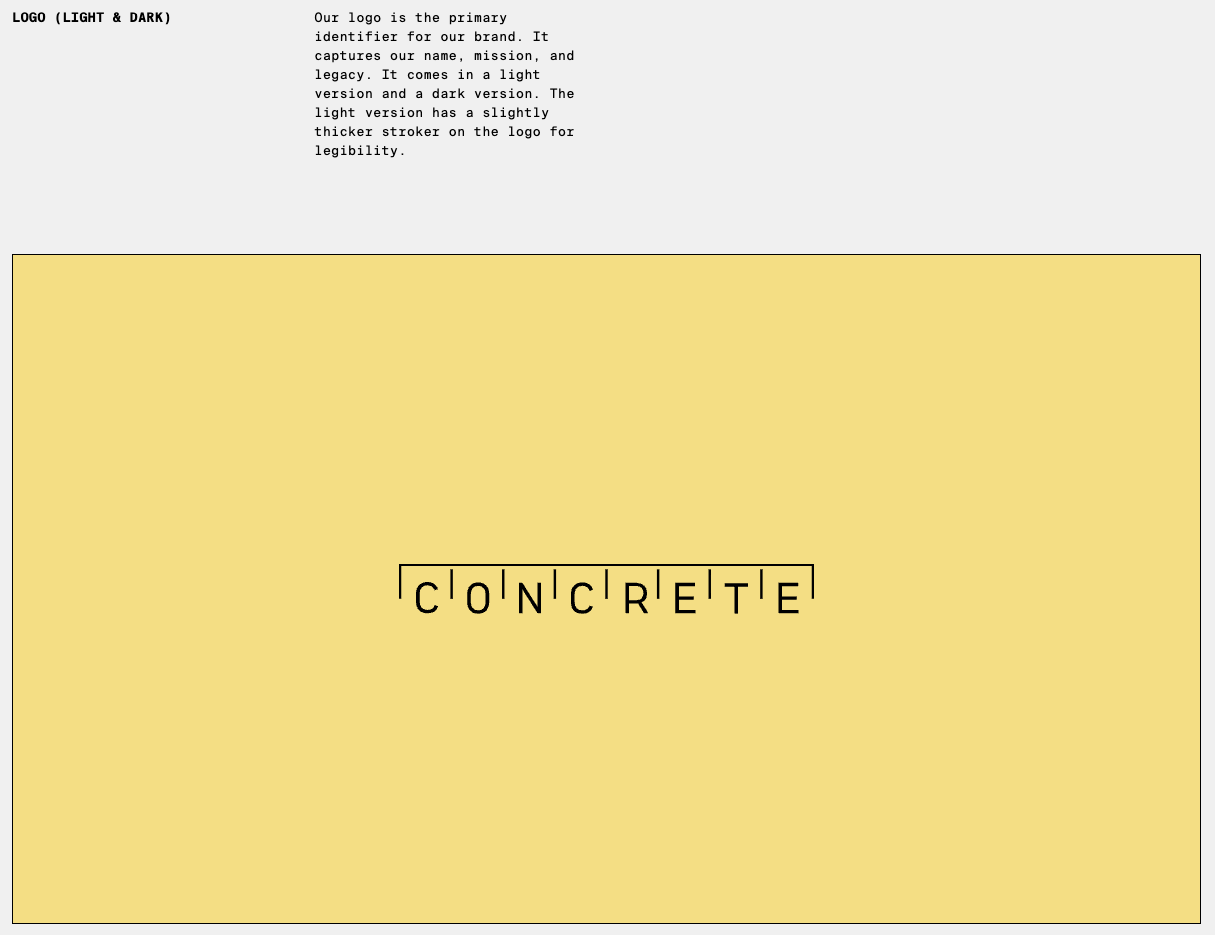 LOGO (LIGHT & DARK)
Our logo is the primary
identifier for our brand. It
captures our name, mission, and
legacy. It comes in a light
version and a dark version. The
light version has a slightly
thicker stroker on the logo for
legibility.
CONCRETE